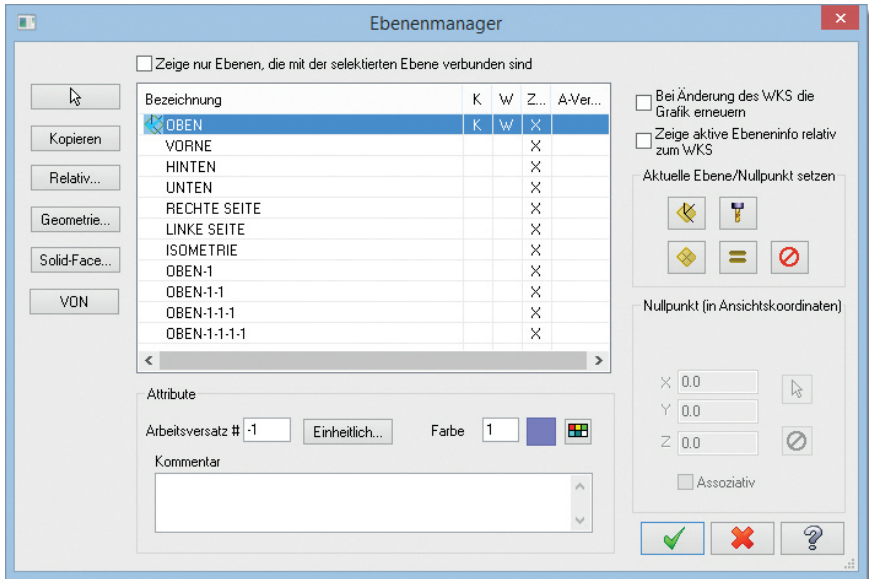 Ebenenmanager
Zeige nur Ebenen, die mit der selektierten Ebene verbunden sind
Kopieren
Relativ...
Geometrie...
Solid-Face...
VON
Bezeichnung K W Z... A-Ver...
OBEN K W X
VORNE X
HINTEN X
UNTEN X
RECHTE SEITE X
LINKE SEITE X
ISOMETRIE X
OBEN-1 X
OBEN-1-1 X
OBEN-1-1-1 X
OBEN-1-1-1-1 X
Attribute
Arbeitsversatz # -1 Einheitlich... Farbe 1
Kommentar
Bei Änderung des WKS die
Grafik erneuern
Zeige aktive Ebeneninfo relativ
zum WKS
Aktuelle Ebene/Nullpunkt setzen
Nullpunkt (in Ansichtskoordinaten)
X 0.0
Y 0.0
Z 0.0
Assoziativ